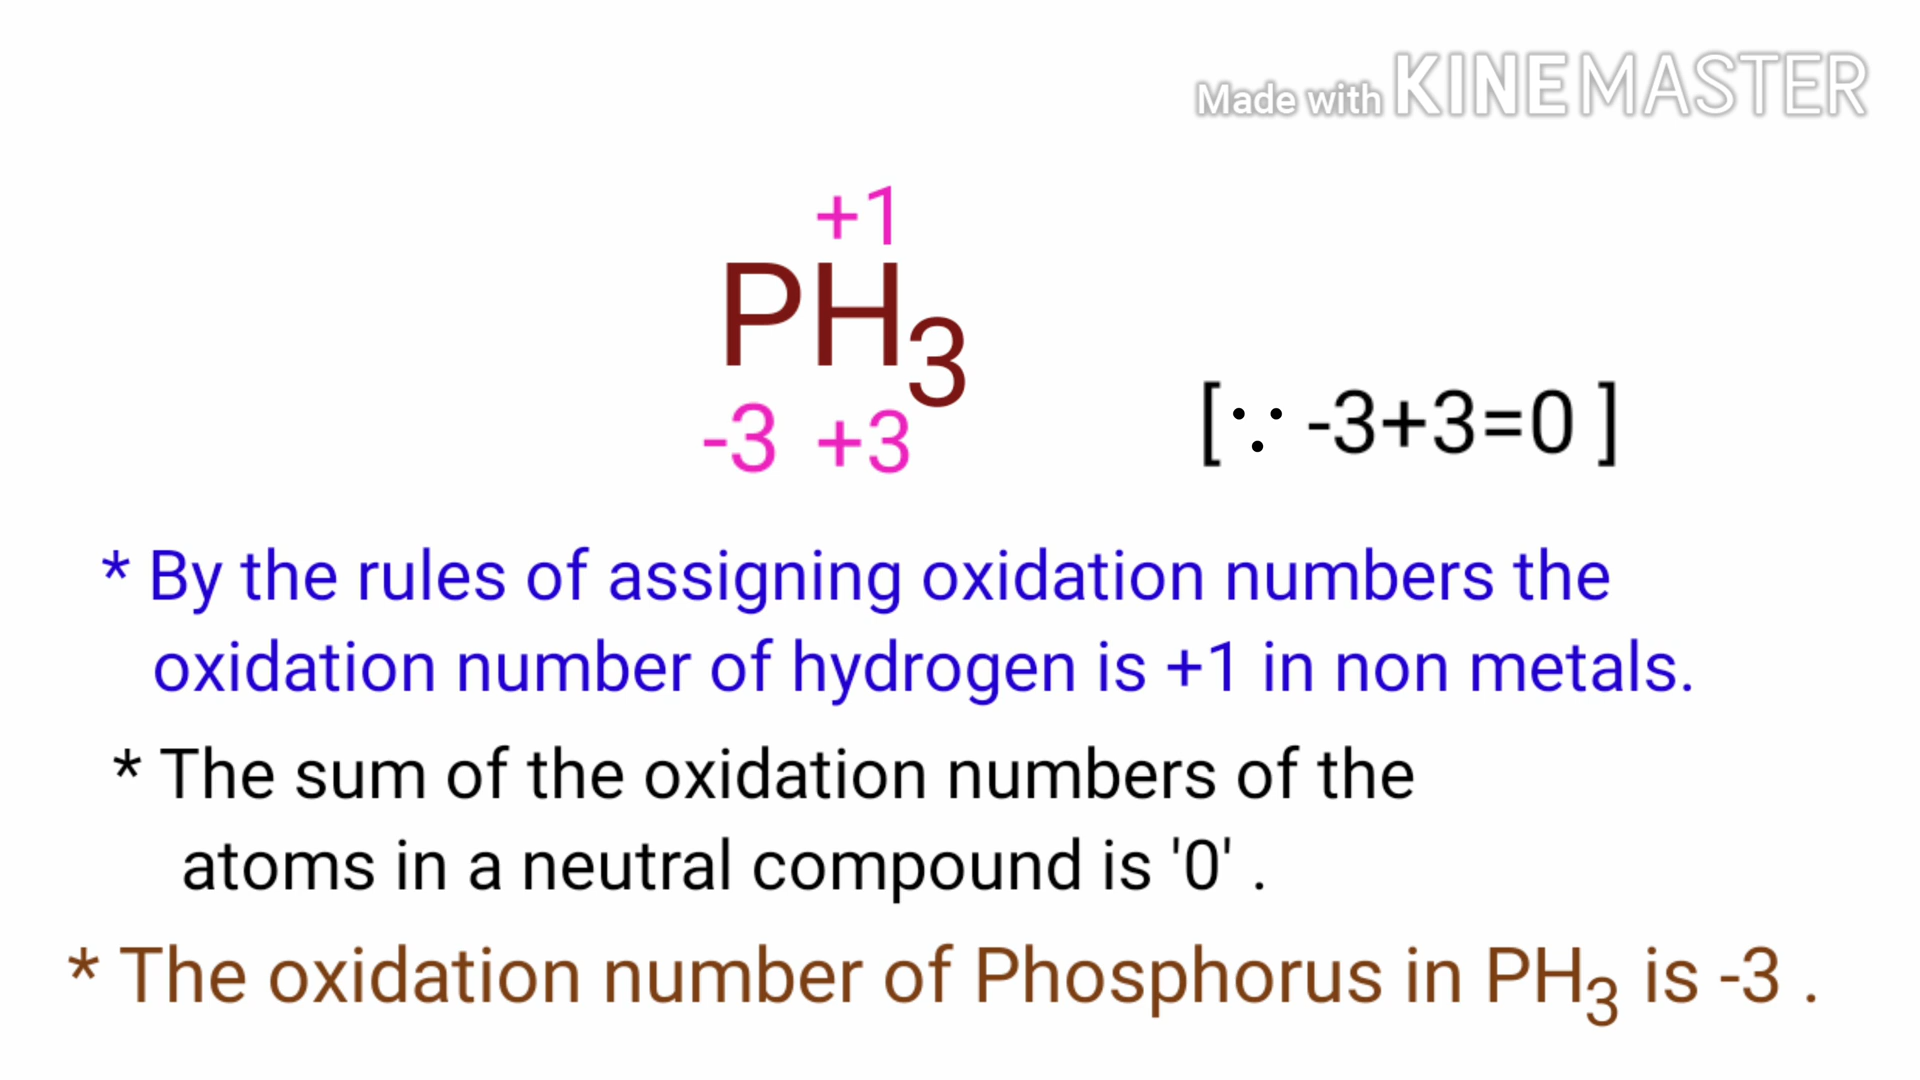 Made with KINEMASTER
+1
PH₃
-3 +3
[∵ -3+3=0 ]
* By the rules of assigning oxidation numbers the
oxidation number of hydrogen is +1 in non metals.
* The sum of the oxidation numbers of the
atoms in a neutral compound is '0' .
* The oxidation number of Phosphorus in PH₃ is -3 .